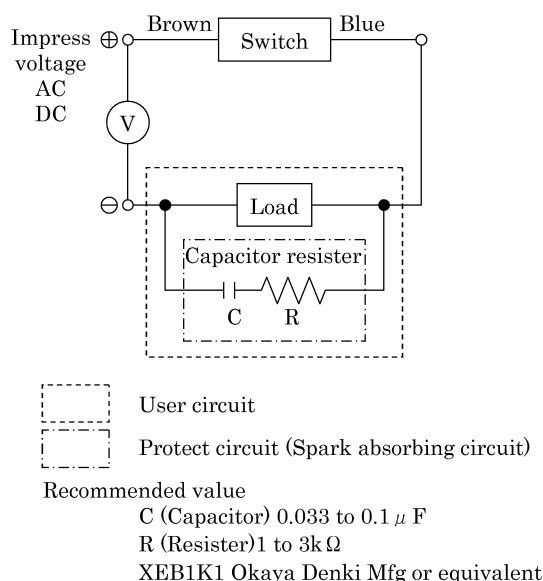 Impress
voltage
AC
DC
⊕
Brown
Switch
Blue
V
⊖
Load
Capacitor resister
C
R
User circuit
Protect circuit (Spark absorbing circuit)
Recommended value
C (Capacitor) 0.033 to 0.1 μ F
R (Resister)1 to 3kΩ
XEB1K1 Okaya Denki Mfg or equivalent